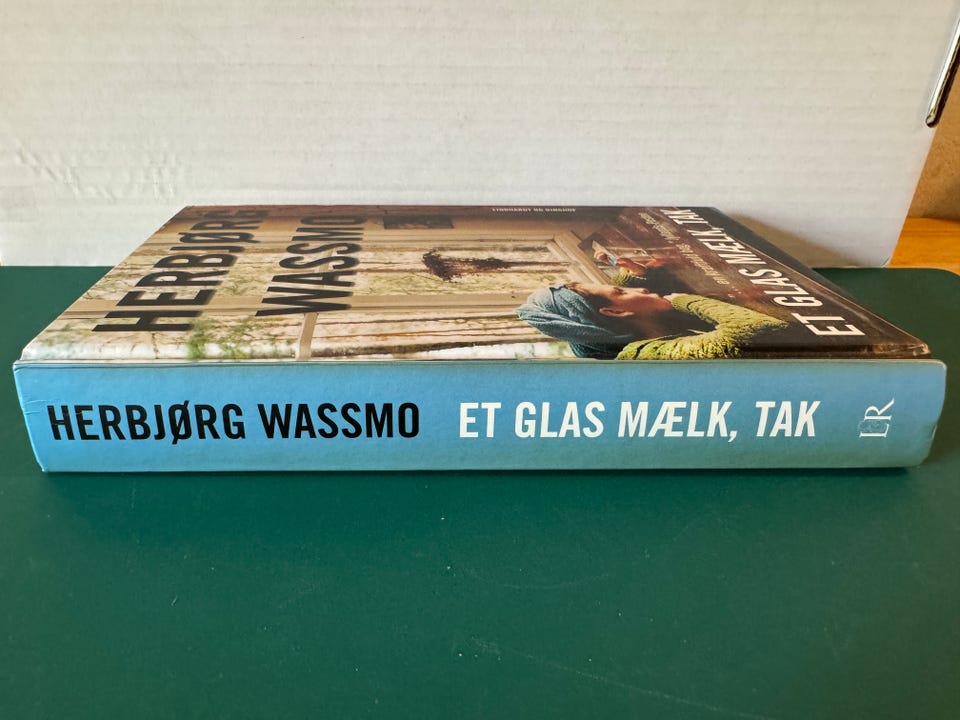 LINDHARDT OG RINGHOF
HERBJØRG
WASSMO
ET GLAS MÆLK, TAK
HERBJØRG WASSMO ET GLAS MÆLK, TAK LR